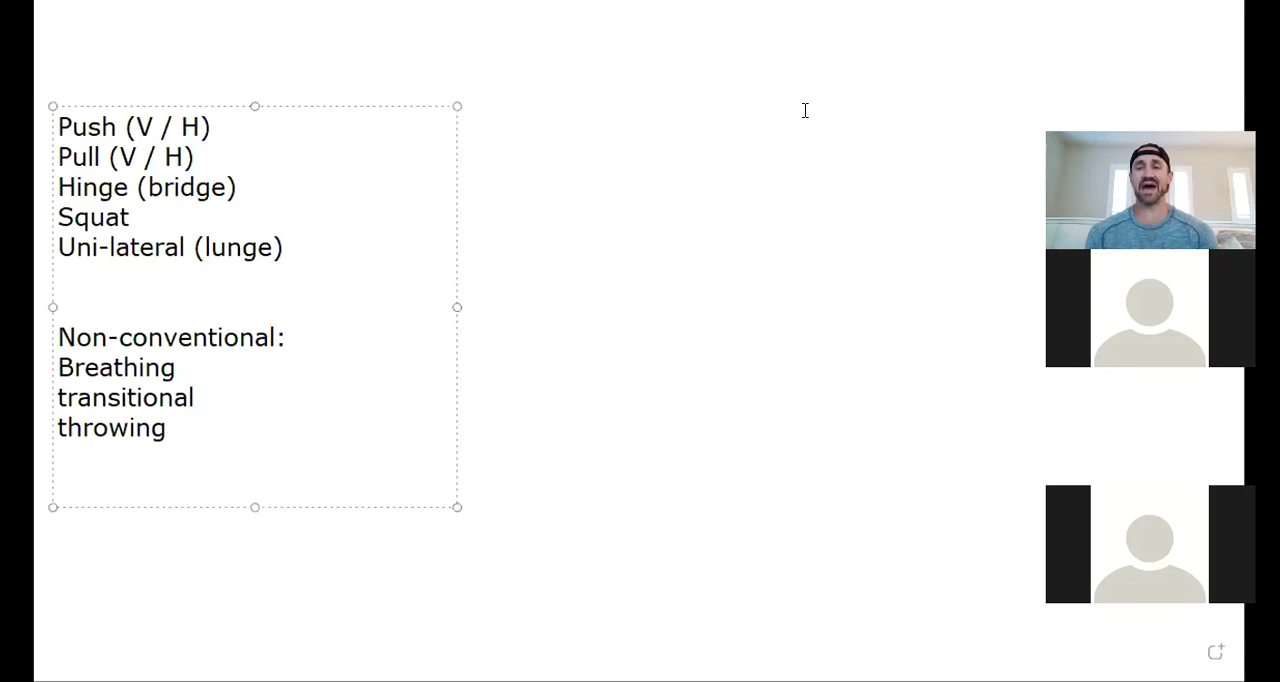 Push (V / H)
Pull (V / H)
Hinge (bridge)
Squat
Uni-lateral (lunge)
Non-conventional:
Breathing
transitional
throwing